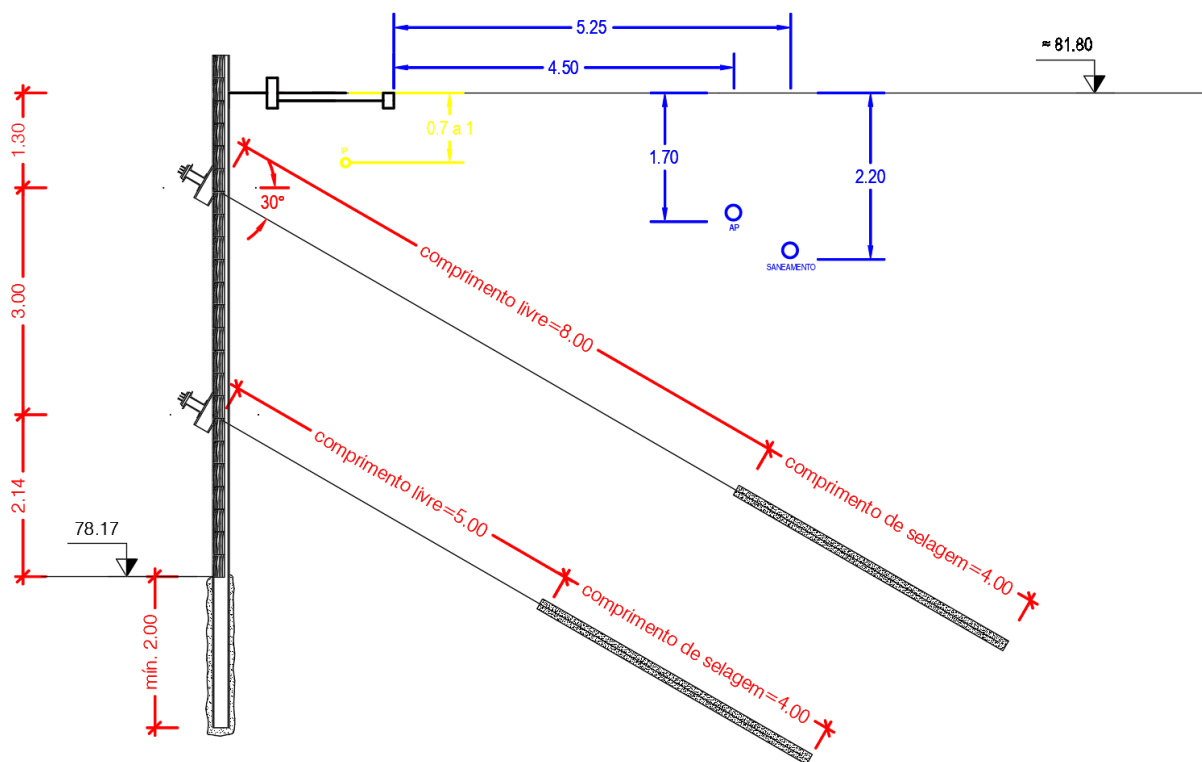 5.25
≈ 81.80
4.50
1.30
0.7 a 1
P
1.70
2.20
30°
AP
SANEAMENTO
comprimento livre=8.00
3.00
comprimento livre=5.00
comprimento de selagem=4.00
2.14
78.17
comprimento de selagem=4.00
mín. 2.00